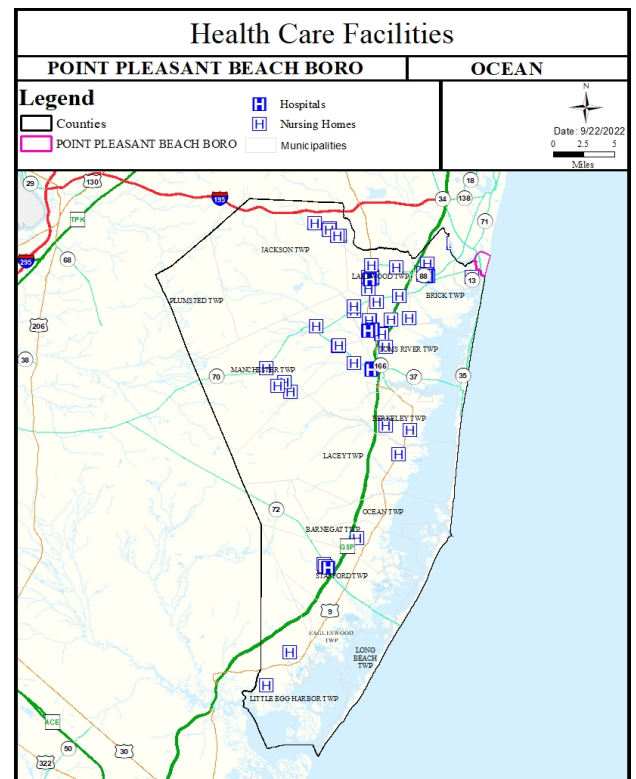 Health Care Facilities
POINT PLEASANT BEACH BORO
OCEAN
Legend
Counties
POINT PLEASANT BEACH BORO
H Hospitals
H Nursing Homes
Municipalities
N
Date: 9/22/2022
0 2.5 5
Miles
29
130
18
195
34
138
TPK
71
JACKSON TWP
68
295
LAKEWOOD TWP
88
13
PLUMSTED TWP
BRICK TWP
206
TOMS RIVER TWP
38
MANCHESTER TWP
166
70
37
35
BERKELEY TWP
LACEY TWP
72
OCEAN TWP
BARNEGAT TWP
GSP
STAFFORD TWP
9
EAGLESWOOD
TWP
LONG
BEACH
TWP
LITTLE EGG HARBOR TWP
ACE
50
30
322